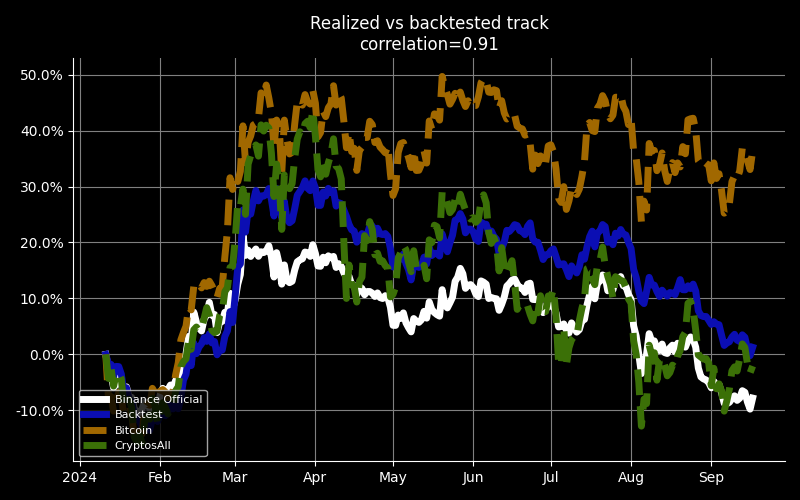 Realized vs backtested track
correlation=0.91
50.0%
40.0%
30.0%
20.0%
10.0%
0.0%
-10.0%
Binance Official
Backtest
Bitcoin
CryptosAll
2024 Feb Mar Apr May Jun Jul Aug Sep